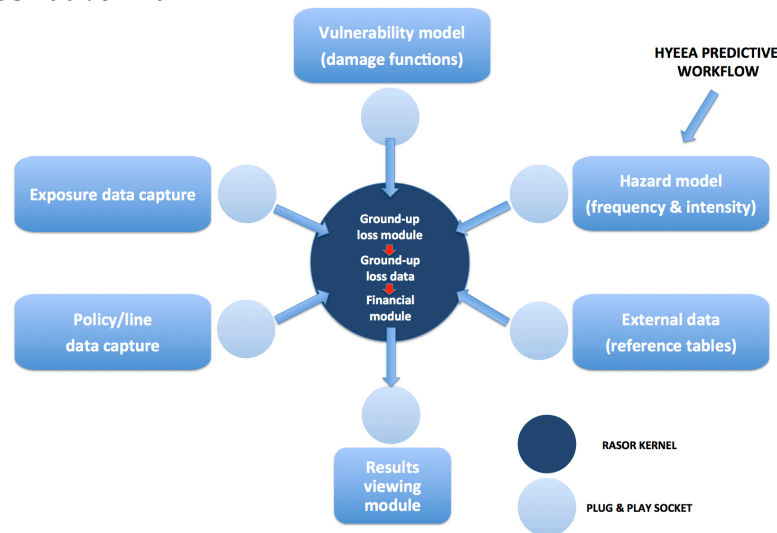 Vulnerability model
(damage functions)
HYEEA PREDICTIVE
WORKFLOW
Exposure data capture
Hazard model
(frequency & intensity)
Ground-up
loss module
Ground-up
loss data
Financial
module
Policy/line
data capture
External data
(reference tables)
Results
viewing
module
RASOR KERNEL
PLUG & PLAY SOCKET